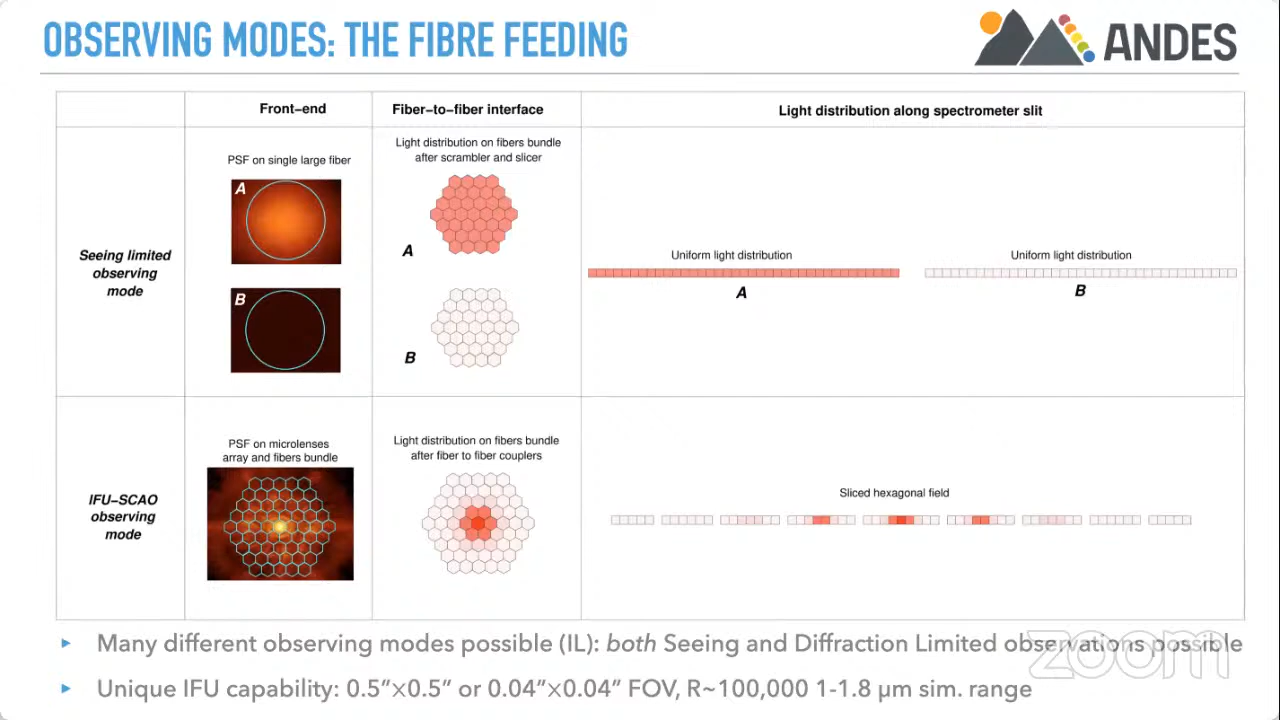 OBSERVING MODES: THE FIBRE FEEDING
ANDES
Front-end
Fiber-to-fiber interface
Light distribution along spectrometer slit
Seeing limited
observing
mode
PSF on single large fiber
A
B
Light distribution on fibers bundle
after scrambler and slicer
A
B
Uniform light distribution
A
Uniform light distribution
B
IFU-SCAO
observing
mode
PSF on microlenses
array and fibers bundle
Light distribution on fibers bundle
after fiber to fiber couplers
Sliced hexagonal field
▸ Many different observing modes possible (IL): both Seeing and Diffraction Limited observations possible
▸ Unique IFU capability: 0.5”×0.5” or 0.04”×0.04” FOV, R~100,000 1-1.8 μm sim. range
zoom